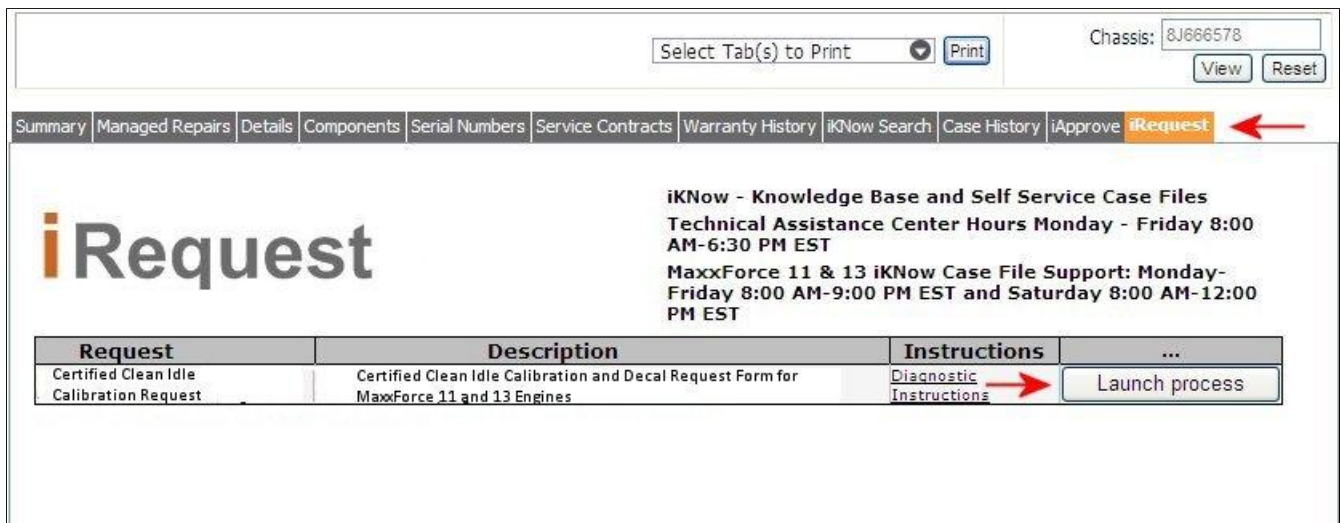 Select Tab(s) to Print
Print
Chassis:
8J666578
View
Reset
Summary Managed Repairs Details Components Serial Numbers Service Contracts Warranty History iKNow Search Case History iApprove iRequest
iRequest
iKNow - Knowledge Base and Self Service Case Files
Technical Assistance Center Hours Monday - Friday 8:00
AM-6:30 PM EST
MaxxForce 11 & 13 iKNow Case File Support: Monday-
Friday 8:00 AM-9:00 PM EST and Saturday 8:00 AM-12:00
PM EST
Request Description Instructions ...
Certified Clean Idle
Calibration Request
Certified Clean Idle Calibration and Decal Request Form for
MaxxForce 11 and 13 Engines
Diagnostic
Instructions
Launch process